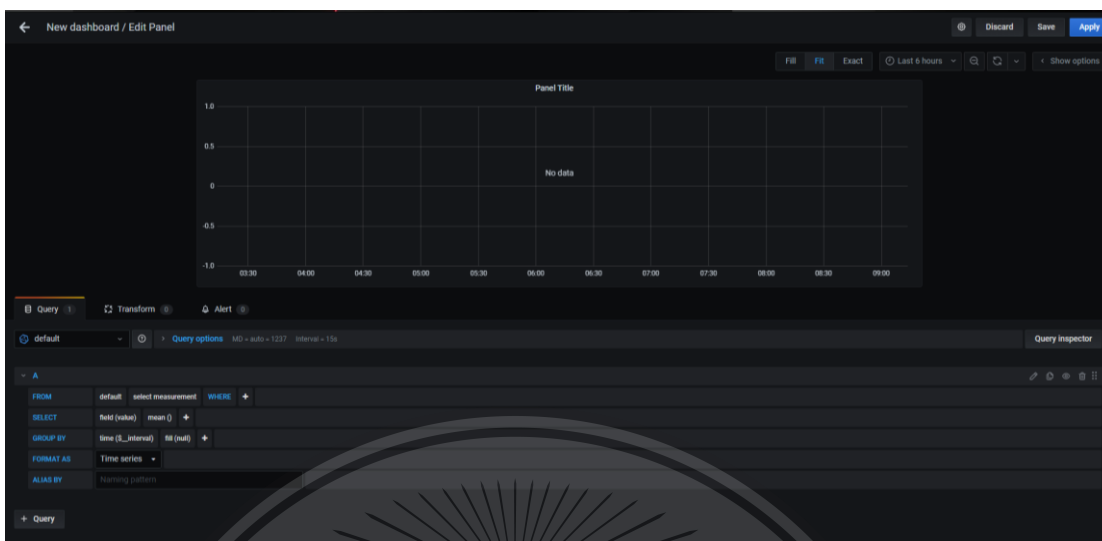 New dashboard / Edit Panel
Discard Save Apply
Fill Fit Exact Last 6 hours Show options
Panel Title
1.0
0.5
0
-0.5
-1.0
No data
03:30 04:00 04:30 05:00 05:30 06:00 06:30 07:00 07:30 08:00 08:30 09:00
Query 1 Transform 0 Alert 0
default Query options MD = auto = 1237 Interval = 15s Query inspector
A
FROM default select measurement WHERE +
SELECT field (value) mean () +
GROUP BY time ($__interval) fill (null) +
FORMAT AS Time series
ALIAS BY Naming pattern
+ Query